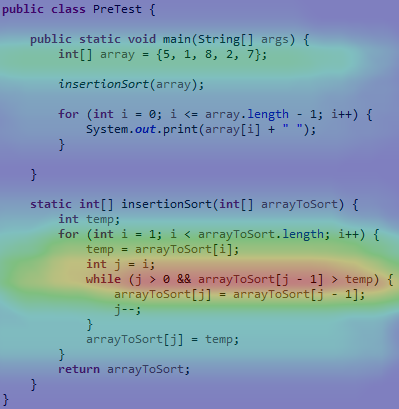 public class PreTest {
public static void main(String[] args) {
int[] array = {5, 1, 8, 2, 7};
insertionSort(array);
for (int i = 0; i <= array.length - 1; i++) {
System.out.print(array[i] + " ");
}
}
static int[] insertionSort(int[] arrayToSort) {
int temp;
for (int i = 1; i < arrayToSort.length; i++) {
temp = arrayToSort[i];
int j = i;
while (j > 0 && arrayToSort[j - 1] > temp) {
arrayToSort[j] = arrayToSort[j - 1];
j--;
}
arrayToSort[j] = temp;
}
return arrayToSort;
}
}